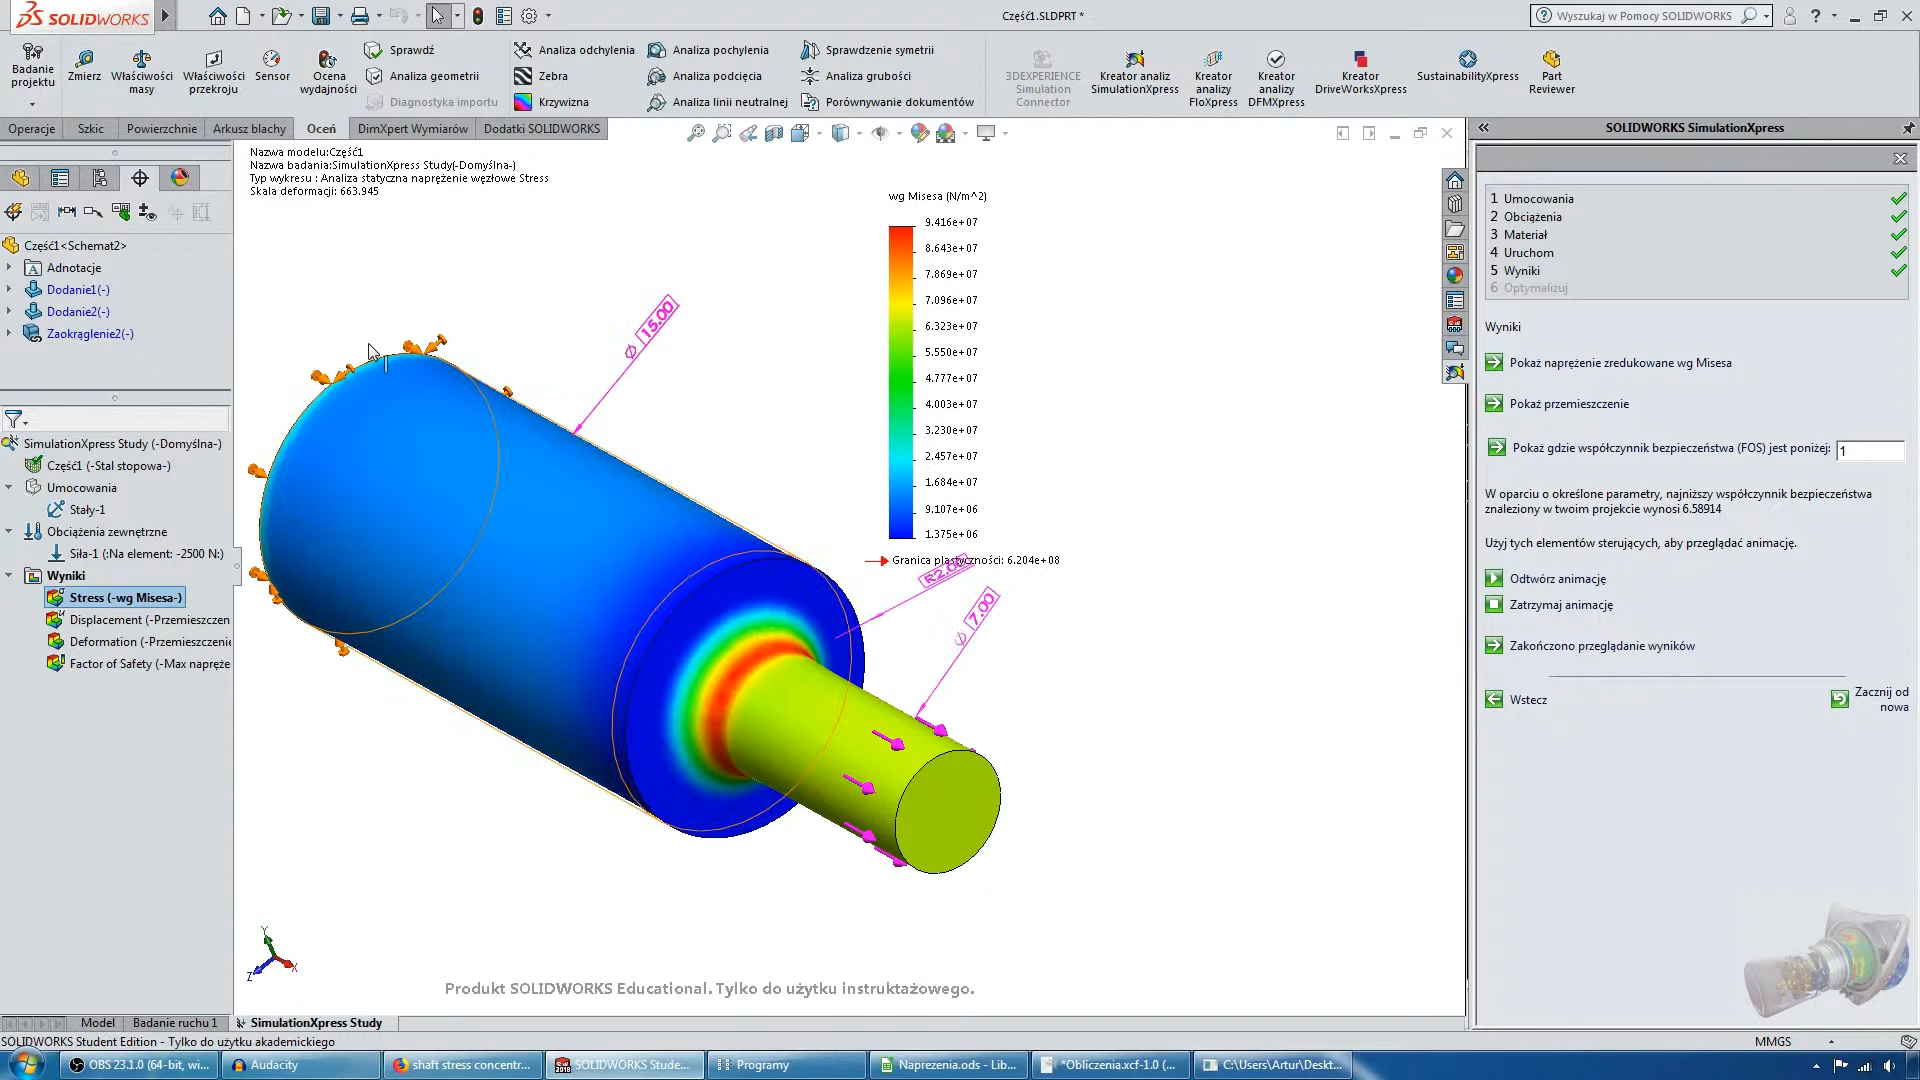 SOLIDWORKS
Część1.SLDPRT *
Wyszukaj w Pomocy SOLIDWORKS
Badanie projektu
Zmierz
Właściwości masy
Właściwości przekroju
Sensor
Ocena wydajności
Sprawdź
Analiza geometrii
Diagnostyka importu
Analiza odchylenia
Zebra
Krzywizna
Analiza pochylenia
Analiza podcięcia
Analiza linii neutralnej
Sprawdzenie symetrii
Analiza grubości
Porównywanie dokumentów
3DEXPERIENCE Simulation Connector
Kreator analiz SimulationXpress
Kreator analizy FloXpress
Kreator analizy DFMXpress
Kreator DriveWorksXpress
SustainabilityXpress
Part Reviewer
Operacje
Szkic
Powierzchnie
Arkusz blachy
Oceń
DimXpert Wymiarów
Dodatki SOLIDWORKS
Część1<Schemat2>
Adnotacje
Dodanie1(-)
Dodanie2(-)
Zaokrąglenie2(-)
SimulationXpress Study (-Domyślna-)
Część1 (-Stal stopowa-)
Umocowania
Stały-1
Obciążenia zewnętrzne
Siła-1 (:Na element: -2500 N:)
Wyniki
Stress (-wg Misesa-)
Displacement (-Przemieszczen
Deformation (-Przemieszczenie
Factor of Safety (-Max napręże
Nazwa modelu:Część1
Nazwa badania:SimulationXpress Study(-Domyślna-)
Typ wykresu : Analiza statyczna naprężenie węzłowe Stress
Skala deformacji: 663.945
wg Misesa (N/m^2)
9.416e+07
8.643e+07
7.869e+07
7.096e+07
6.323e+07
5.550e+07
4.777e+07
4.003e+07
3.230e+07
2.457e+07
1.684e+07
9.107e+06
1.375e+06
Granica plastyczności: 6.204e+08
⌀ 15.00
R2.00
⌀ 7.00
Y
Z
X
Produkt SOLIDWORKS Educational. Tylko do użytku instruktażowego.
SOLIDWORKS SimulationXpress
1 Umocowania
2 Obciążenia
3 Materiał
4 Uruchom
5 Wyniki
6 Optymalizuj
Wyniki
Pokaż naprężenie zredukowane wg Misesa
Pokaż przemieszczenie
Pokaż gdzie współczynnik bezpieczeństwa (FOS) jest poniżej: 1
W oparciu o określone parametry, najniższy współczynnik bezpieczeństwa
znaleziony w twoim projekcie wynosi 6.58914
Użyj tych elementów sterujących, aby przeglądać animację.
Odtwórz animację
Zatrzymaj animację
Zakończono przeglądanie wyników
Wstecz
Zacznij od nowa
Model
Badanie ruchu 1
SimulationXpress Study
SOLIDWORKS Student Edition - Tylko do użytku akademickiego
MMGS
OBS 23.1.0 (64-bit, wi...
Audacity
shaft stress concentr...
SOLIDWORKS Stude...
Programy
Naprezenia.ods - Lib...
*Obliczenia.xcf-1.0 (...
C:\Users\Artur\Deskt...